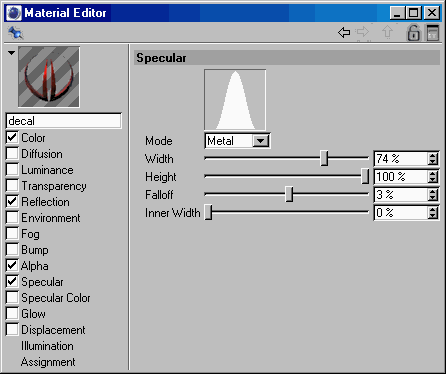 Material Editor
decal
Color
Diffusion
Luminance
Transparency
Reflection
Environment
Fog
Bump
Alpha
Specular
Specular Color
Glow
Displacement
Illumination
Assignment
Specular
Mode Metal
Width 74 %
Height 100 %
Falloff 3 %
Inner Width 0 %